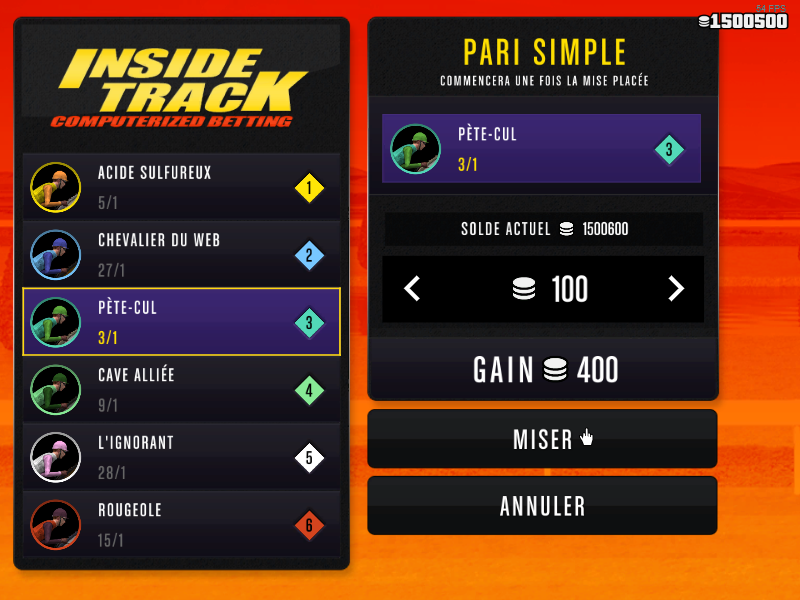 54 FPS
1500500
INSIDE
TRACK
COMPUTERIZED BETTING
ACIDE SULFUREUX
5/1
1
CHEVALIER DU WEB
27/1
2
PÈTE-CUL
3/1
3
CAVE ALLIÉE
9/1
4
L'IGNORANT
28/1
5
ROUGEOLE
15/1
6
PARI SIMPLE
COMMENCERA UNE FOIS LA MISE PLACÉE
PÈTE-CUL
3/1
3
SOLDE ACTUEL 1500600
100
GAIN 400
MISER
ANNULER